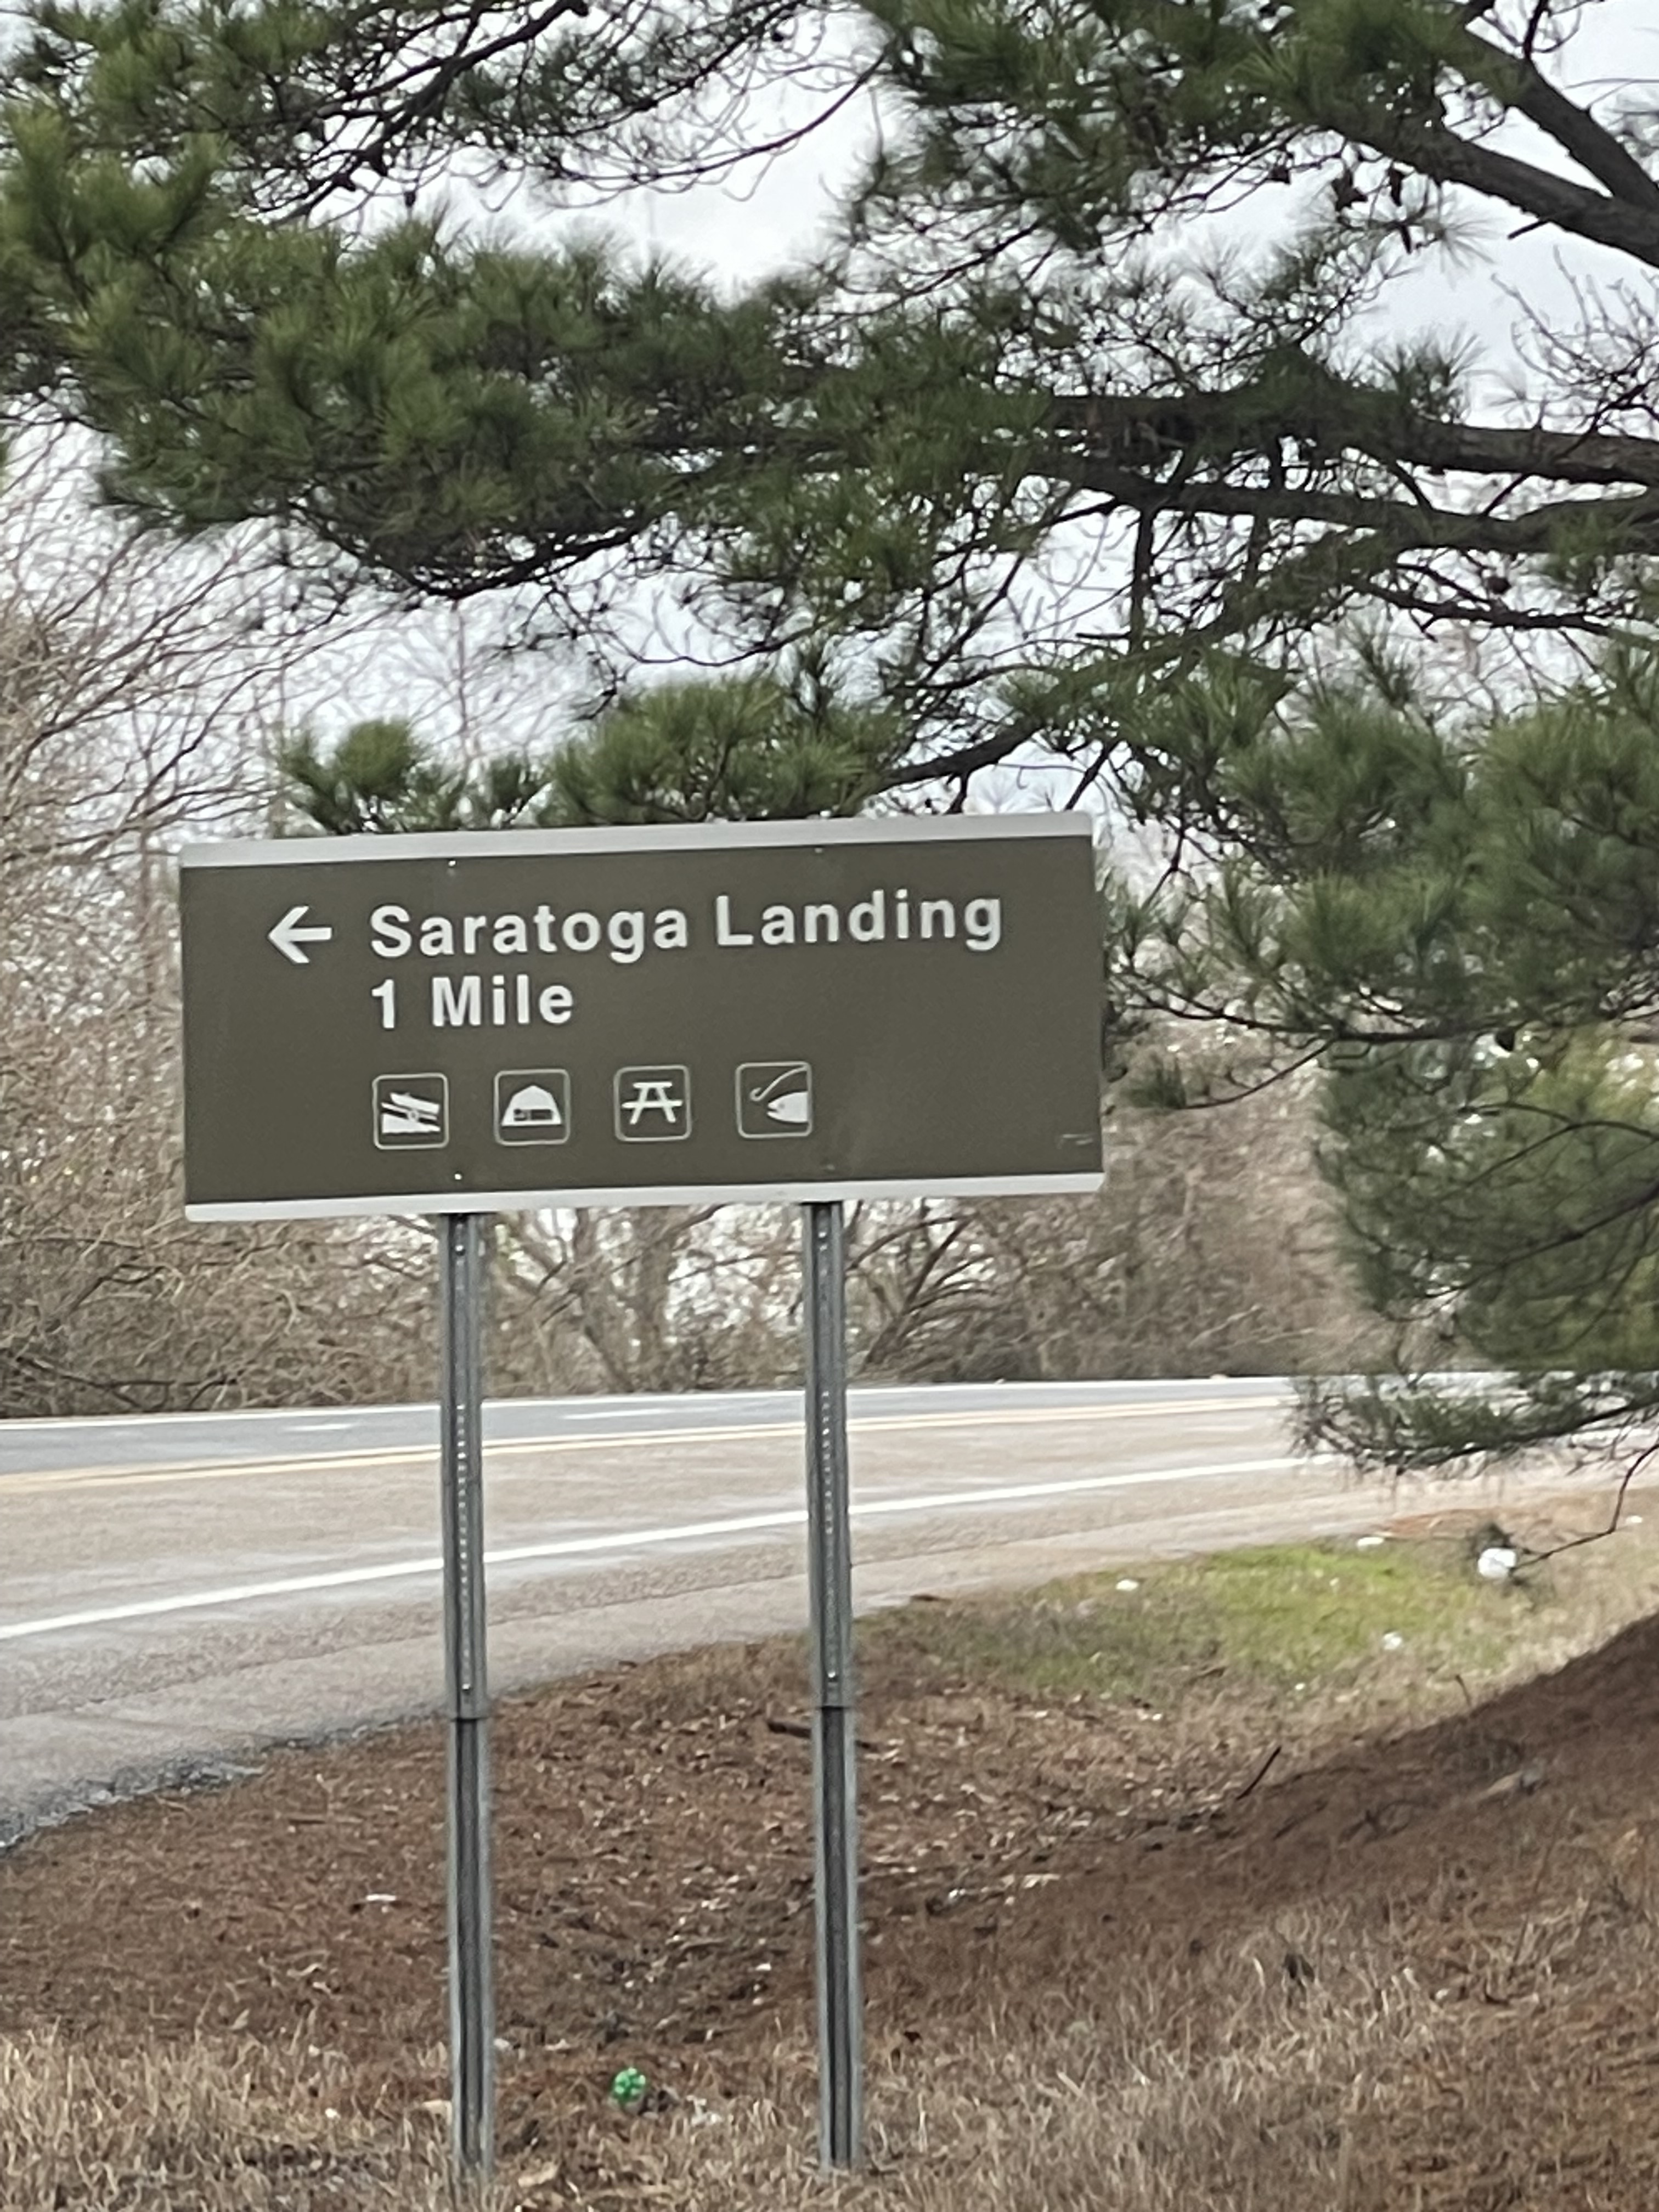 ← Saratoga Landing
1 Mile